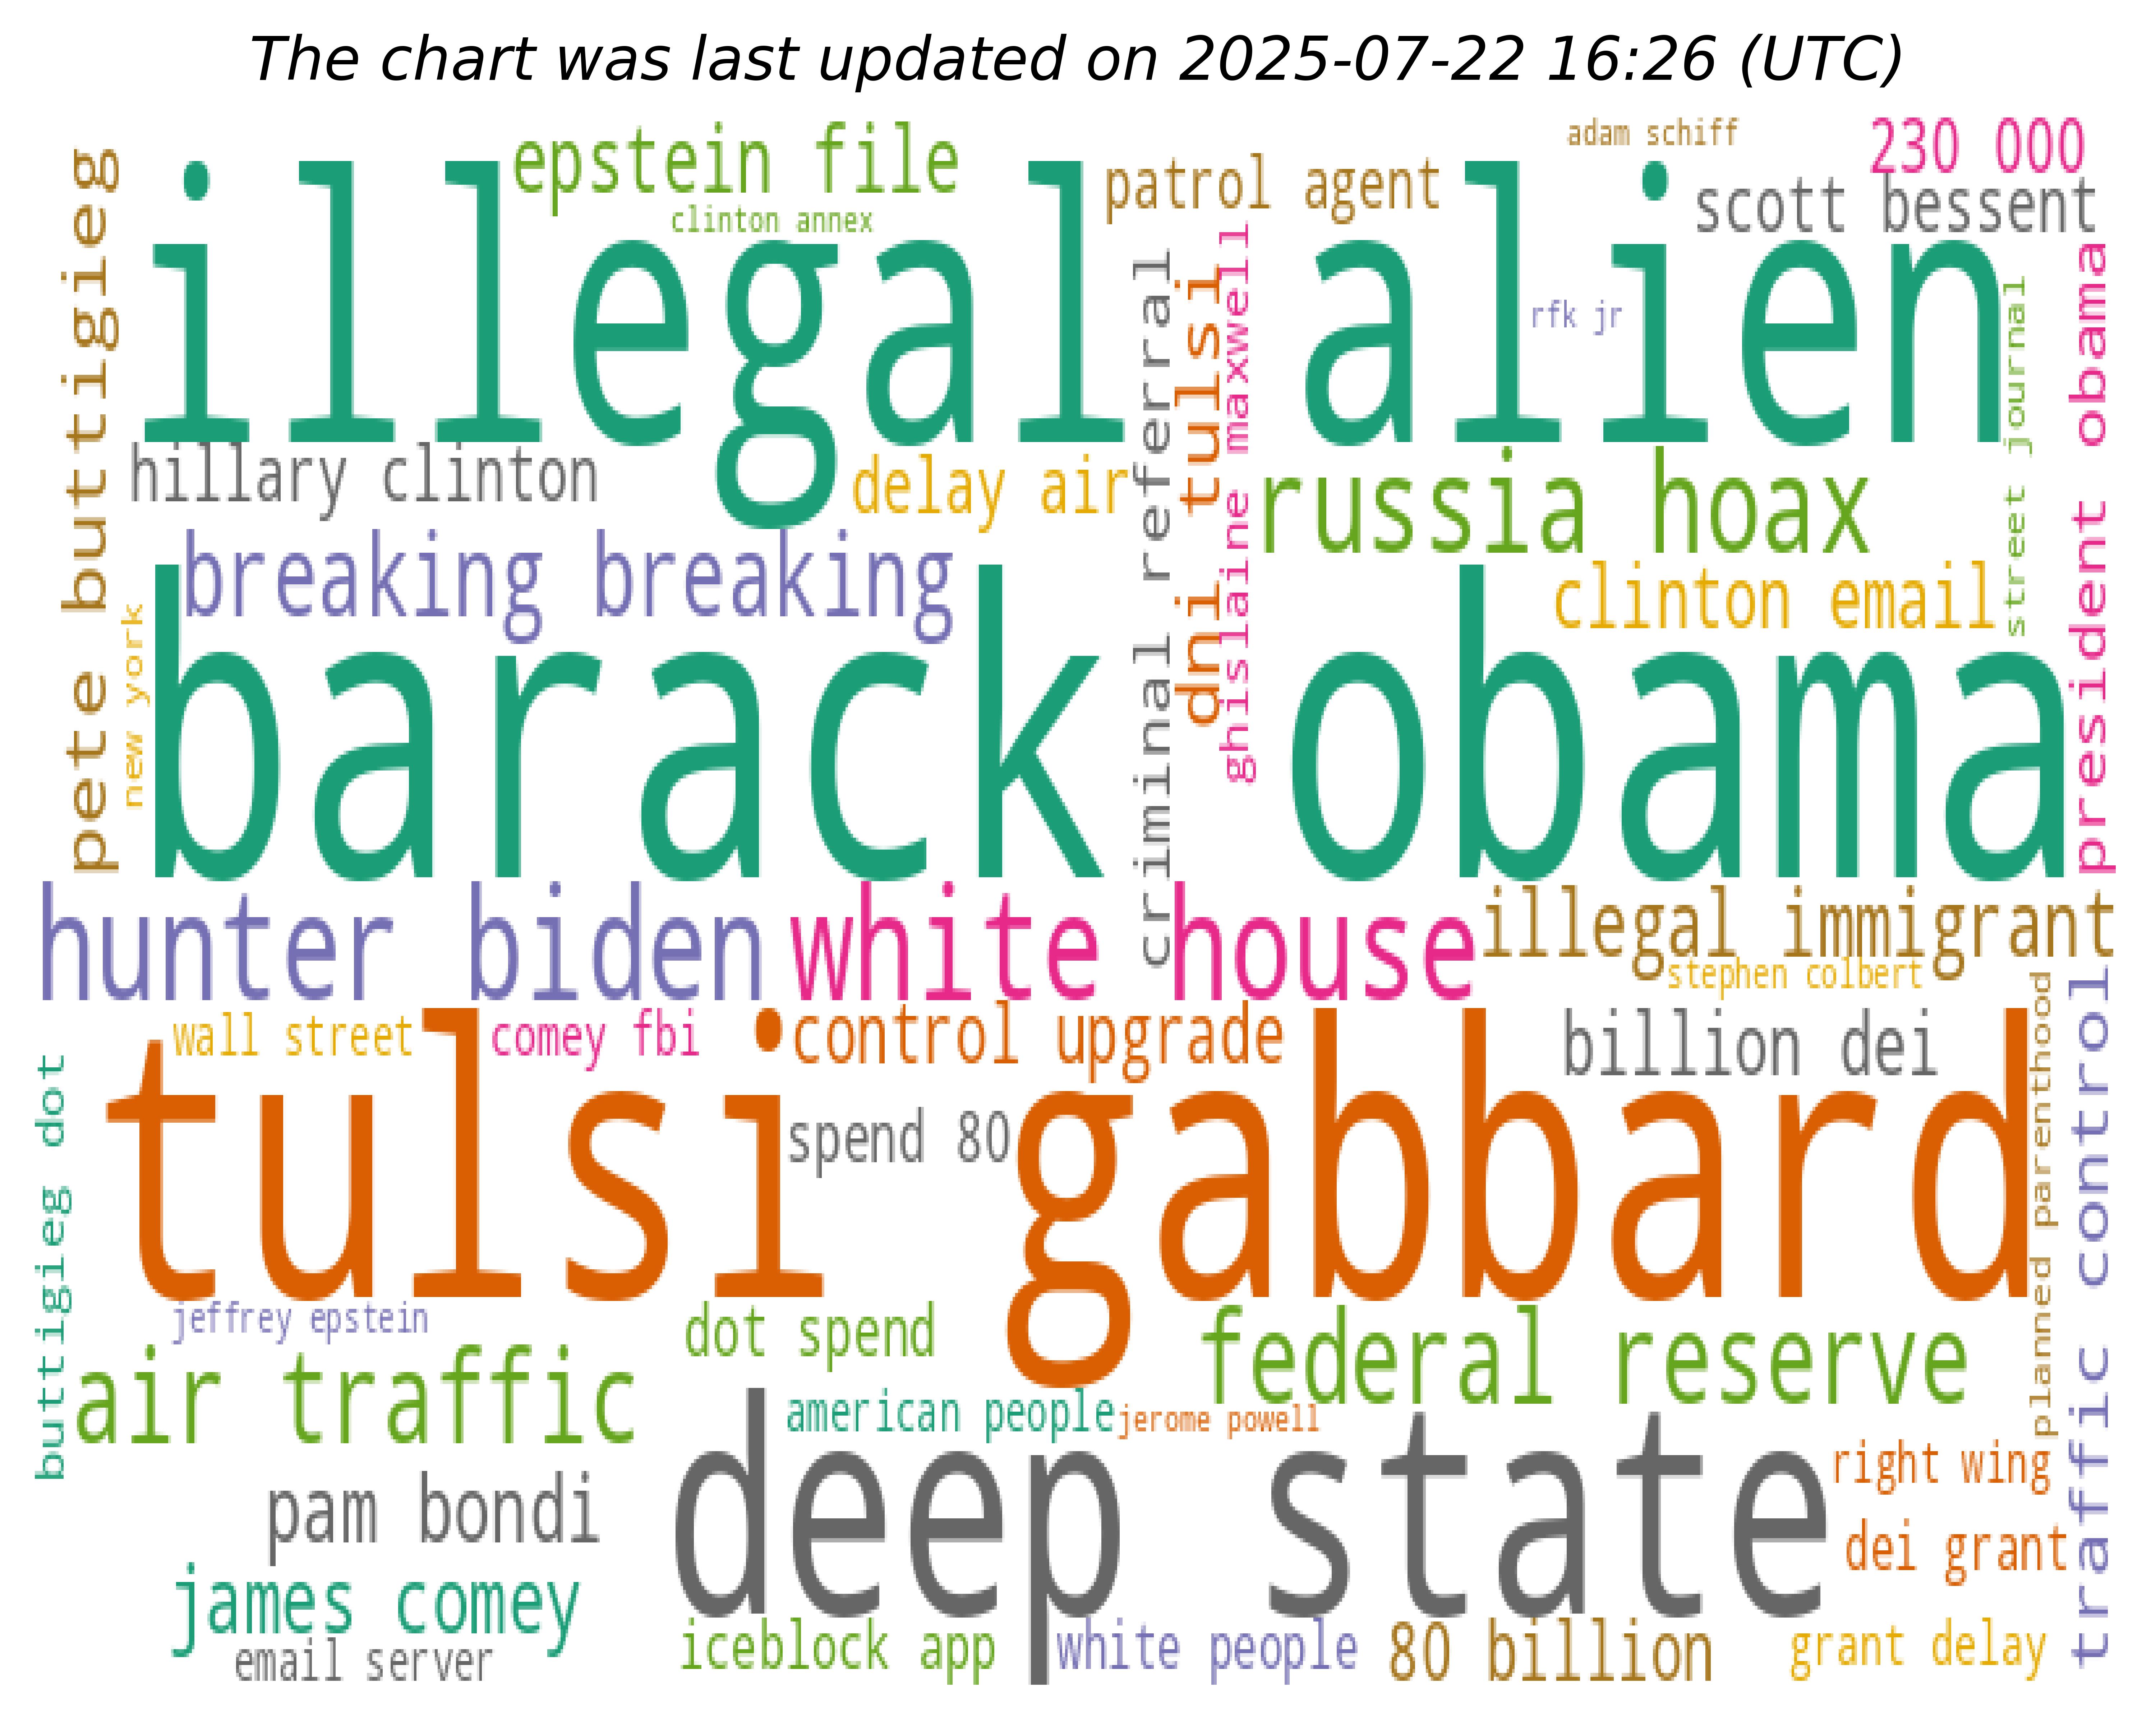 The chart was last updated on 2025-07-22 16:26 (UTC)
adam schiff
230 000
epstein file
patrol agent
scott bessent
clinton annex
illegal alien
rfk jr
pete buttigieg
criminal referral
dni tulsi
ghislaine maxwell
street journal
president obama
hillary clinton
delay air
russia hoax
breaking breaking
clinton email
new york
barack obama
hunter biden
white house
illegal immigrant
stephen colbert
wall street
comey fbi
control upgrade
billion dei
planned parenthood
traffic control
buttigieg dot
tulsi gabbard
spend 80
jeffrey epstein
dot spend
federal reserve
air traffic
american people
jerome powell
deep state
right wing
pam bondi
dei grant
james comey
iceblock app
white people
80 billion
grant delay
email server